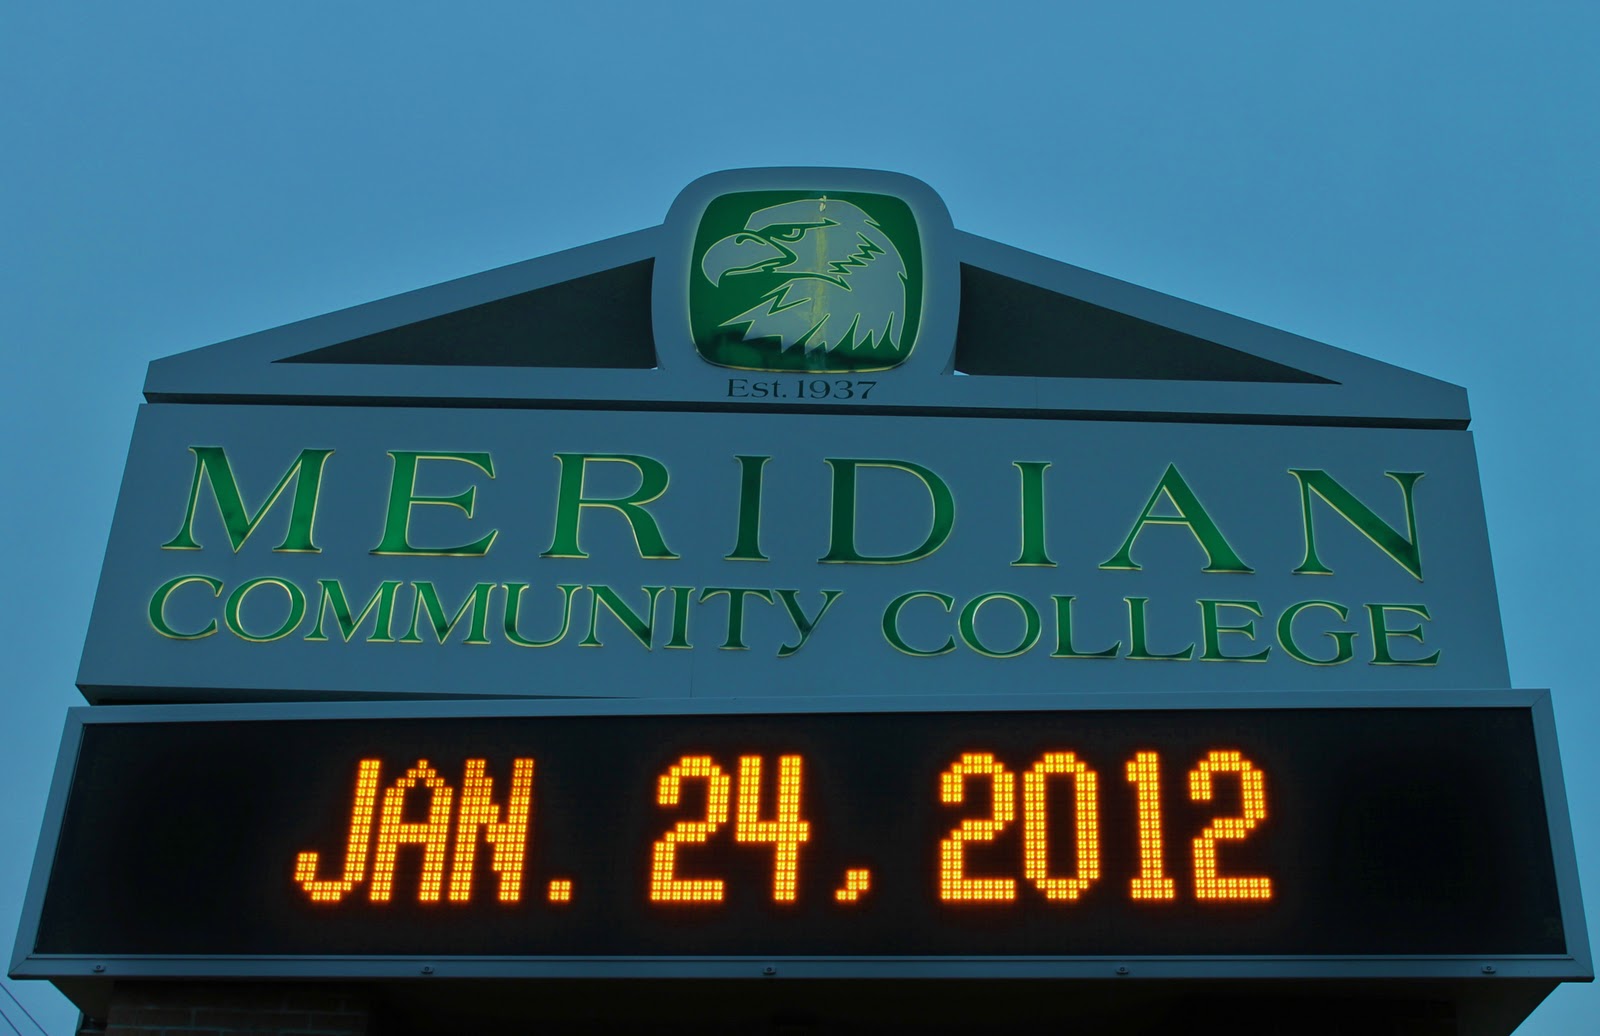 Est. 1937
MERIDIAN
COMMUNITY COLLEGE
JAN. 24, 2012